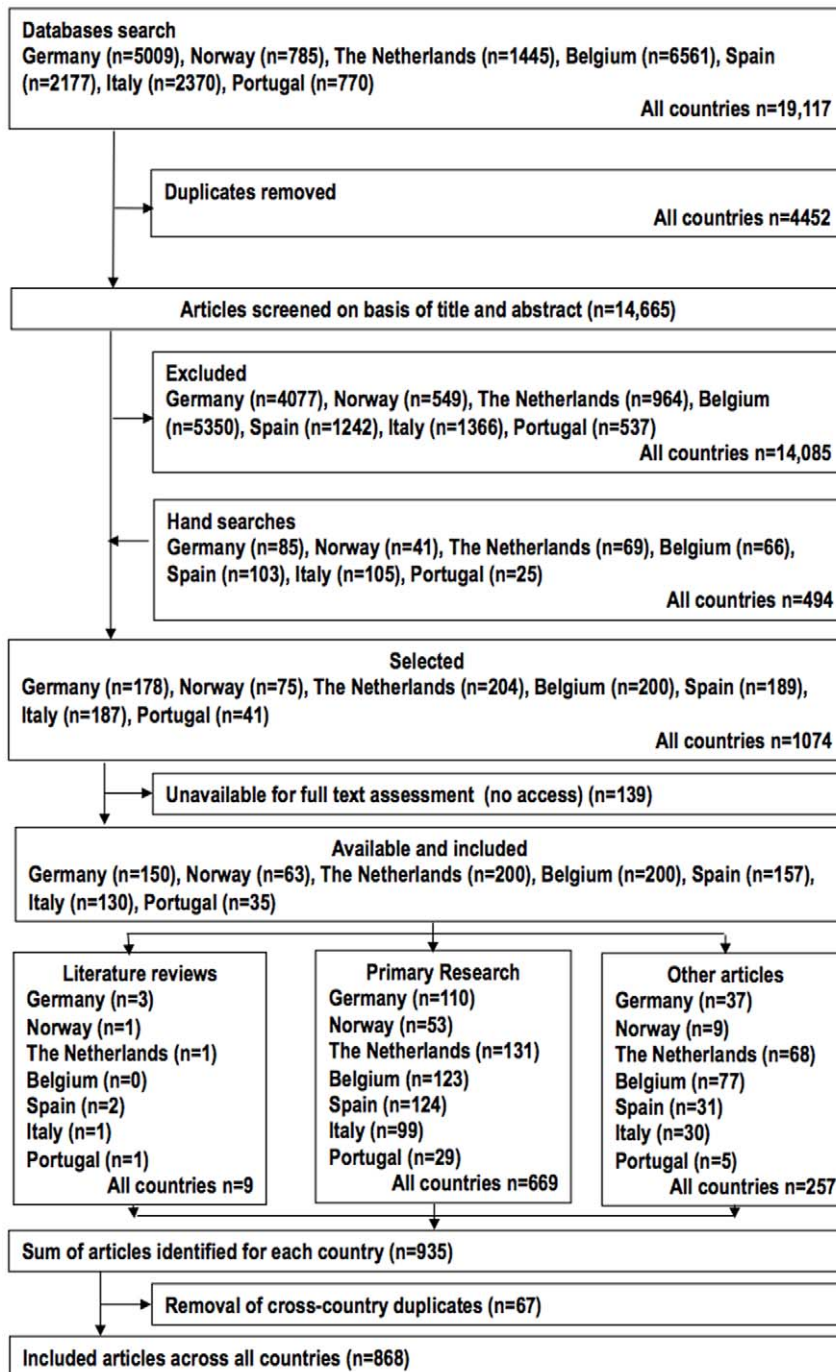 Databases search
Germany (n=5009), Norway (n=785), The Netherlands (n=1445), Belgium (n=6561), Spain
(n=2177), Italy (n=2370), Portugal (n=770)
All countries n=19,117
Duplicates removed
All countries n=4452
Articles screened on basis of title and abstract (n=14,665)
Excluded
Germany (n=4077), Norway (n=549), The Netherlands (n=964), Belgium
(n=5350), Spain (n=1242), Italy (n=1366), Portugal (n=537)
All countries n=14,085
Hand searches
Germany (n=85), Norway (n=41), The Netherlands (n=69), Belgium (n=66),
Spain (n=103), Italy (n=105), Portugal (n=25)
All countries n=494
Selected
Germany (n=178), Norway (n=75), The Netherlands (n=204), Belgium (n=200), Spain (n=189),
Italy (n=187), Portugal (n=41)
All countries n=1074
Unavailable for full text assessment (no access) (n=139)
Available and included
Germany (n=150), Norway (n=63), The Netherlands (n=200), Belgium (n=200), Spain (n=157),
Italy (n=130), Portugal (n=35)
Literature reviews
Germany (n=3)
Norway (n=1)
The Netherlands (n=1)
Belgium (n=0)
Spain (n=2)
Italy (n=1)
Portugal (n=1)
All countries n=9
Primary Research
Germany (n=110)
Norway (n=53)
The Netherlands (n=131)
Belgium (n=123)
Spain (n=124)
Italy (n=99)
Portugal (n=29)
All countries n=669
Other articles
Germany (n=37)
Norway (n=9)
The Netherlands (n=68)
Belgium (n=77)
Spain (n=31)
Italy (n=30)
Portugal (n=5)
All countries n=257
Sum of articles identified for each country (n=935)
Removal of cross-country duplicates (n=67)
Included articles across all countries (n=868)